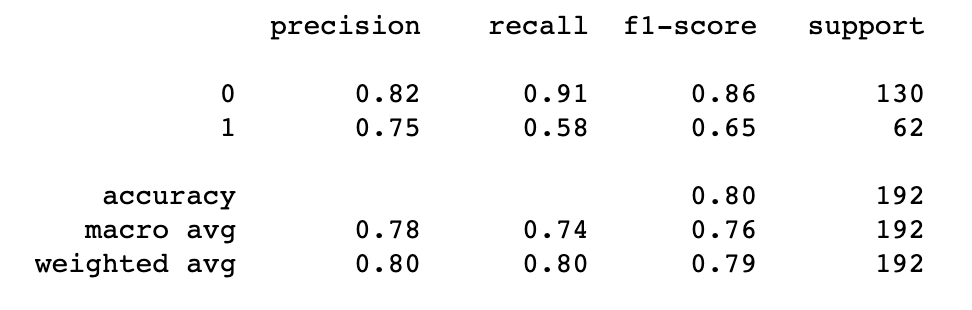 precision recall f1-score support
0 0.82 0.91 0.86 130
1 0.75 0.58 0.65 62
accuracy 0.80 192
macro avg 0.78 0.74 0.76 192
weighted avg 0.80 0.80 0.79 192